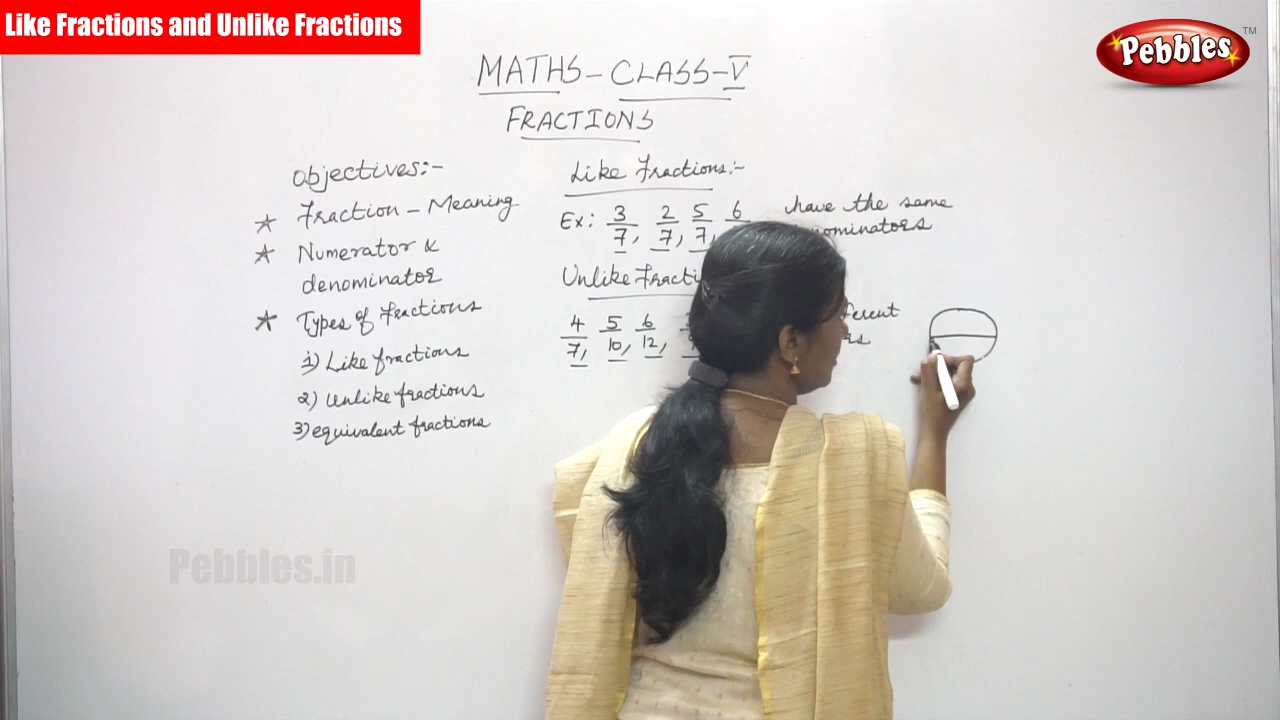 Like Fractions and Unlike Fractions
Pebbles TM
MATHS - CLASS - V
FRACTIONS
Objectives:-
* Fraction - Meaning
* Numerator &
denominator
* Types of fractions
1) Like fractions
2) Unlike fractions
3) equivalent fractions
Like Fractions:-
Ex: 3/7, 2/7, 5/7, 6
have the same
Unlike
4/7, 5/10, 6/12,
Pebbles.in